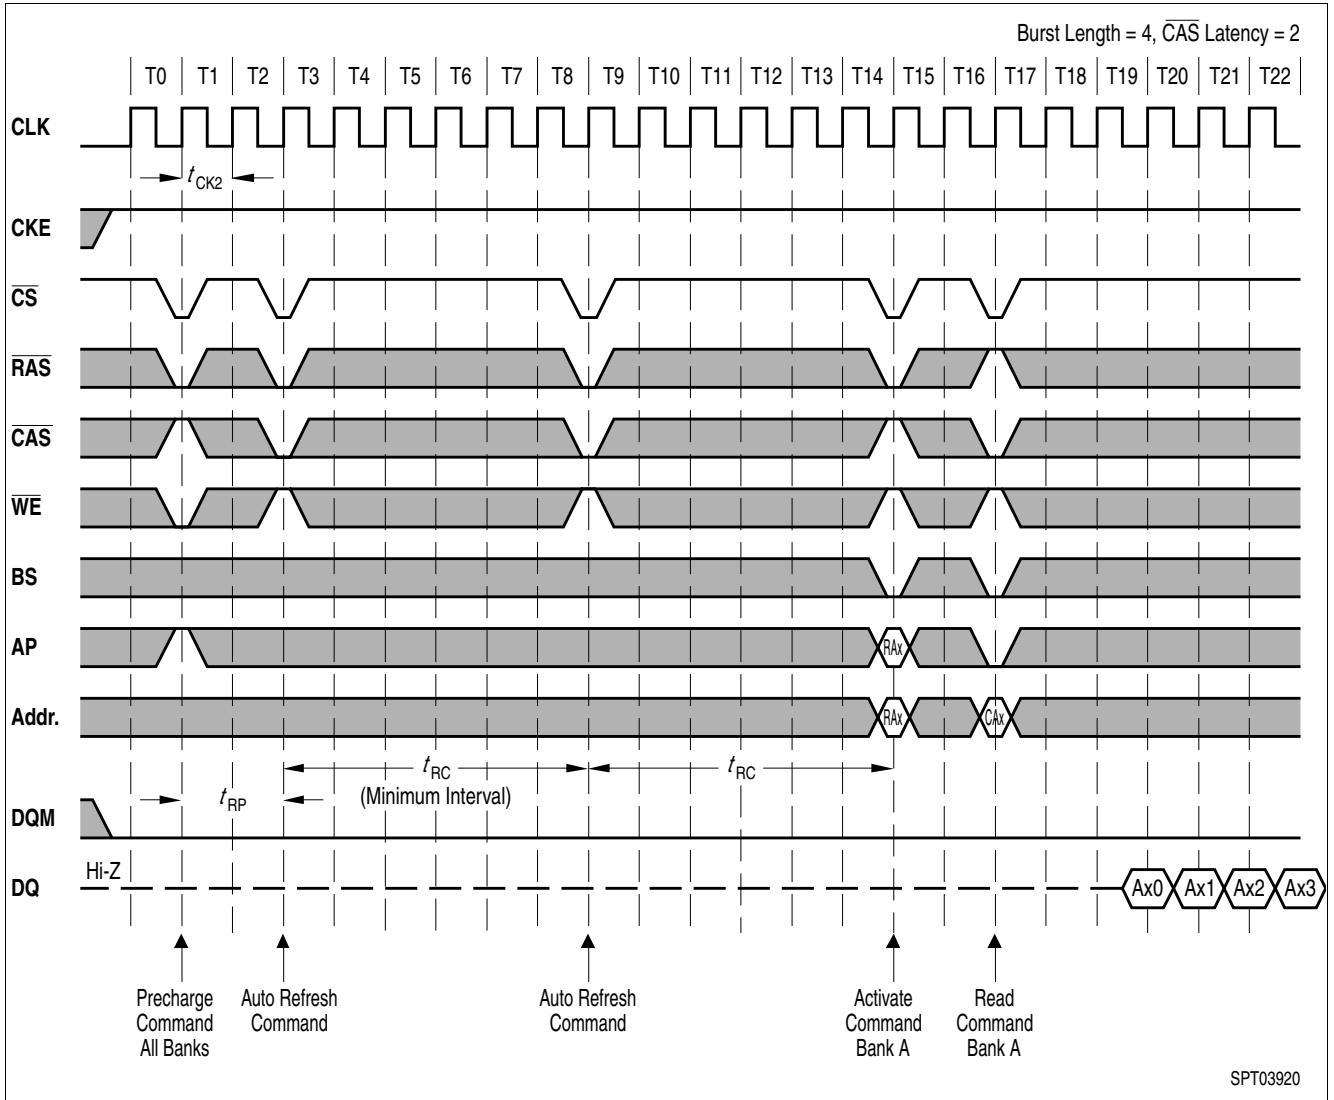 Burst Length = 4, CAS Latency = 2
T0 T1 T2 T3 T4 T5 T6 T7 T8 T9 T10 T11 T12 T13 T14 T15 T16 T17 T18 T19 T20 T21 T22
CLK
tCK2
CKE
CS
RAS
CAS
WE
BS
AP
RAx
Addr.
RAx CAx
tRC tRC
(Minimum Interval)
tRP
DQM
Hi-Z
DQ
Ax0 Ax1 Ax2 Ax3
Precharge
Command
All Banks
Auto Refresh
Command
Auto Refresh
Command
Activate
Command
Bank A
Read
Command
Bank A
SPT03920